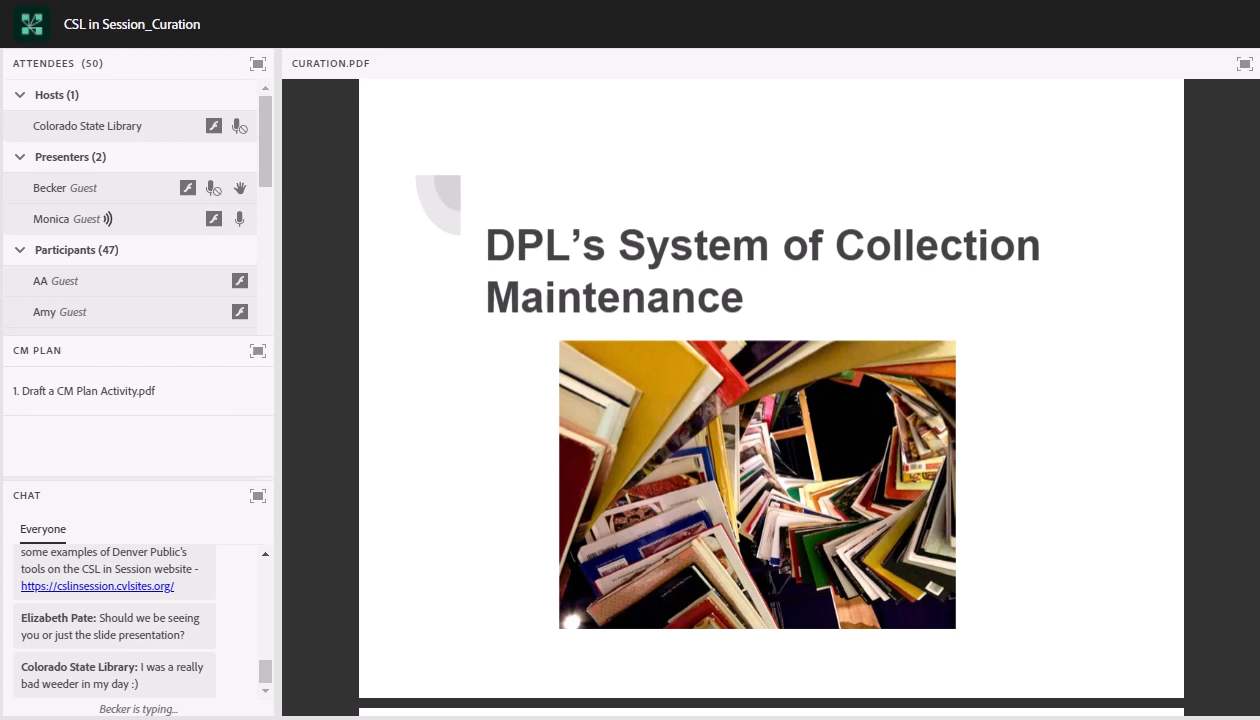 CSL in Session_Curation
ATTENDEES (50)
Hosts (1)
Colorado State Library
Presenters (2)
Becker Guest
Monica Guest
Participants (47)
AA Guest
Amy Guest
CM PLAN
1. Draft a CM Plan Activity.pdf
CHAT
Everyone
some examples of Denver Public's
tools on the CSL in Session website -
https://cslinsession.cvlsites.org/
Elizabeth Pate: Should we be seeing
you or just the slide presentation?
Colorado State Library: I was a really
bad weeder in my day :)
Becker is typing...
CURATION.PDF
DPL’s System of Collection
Maintenance